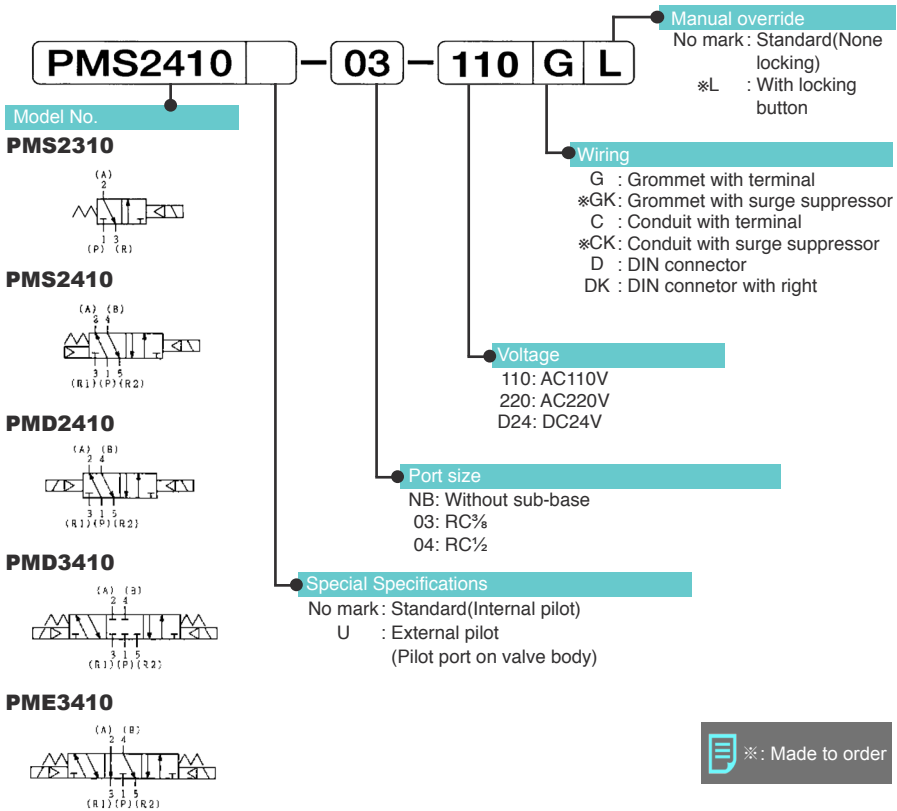 Manual override
No mark : Standard(None
locking)
※L : With locking
button
PMS2410 - 03 - 110 G L
Model No.
PMS2310
(A)
2
1 3
(P) (R)
PMS2410
(A) (B)
2 4
3 1 5
(R1)(P)(R2)
PMD2410
(A) (B)
2 4
3 1 5
(R1)(P)(R2)
PMD3410
(A) (B)
2 4
3 1 5
(R1)(P)(R2)
PME3410
(A) (B)
2 4
3 1 5
(R1)(P)(R2)
Wiring
G : Grommet with terminal
※GK: Grommet with surge suppressor
C : Conduit with terminal
※CK: Conduit with surge suppressor
D : DIN connector
DK : DIN connetor with right
Voltage
110: AC110V
220: AC220V
D24: DC24V
Port size
NB: Without sub-base
03: RC⅜
04: RC½
Special Specifications
No mark : Standard(Internal pilot)
U : External pilot
(Pilot port on valve body)
※: Made to order